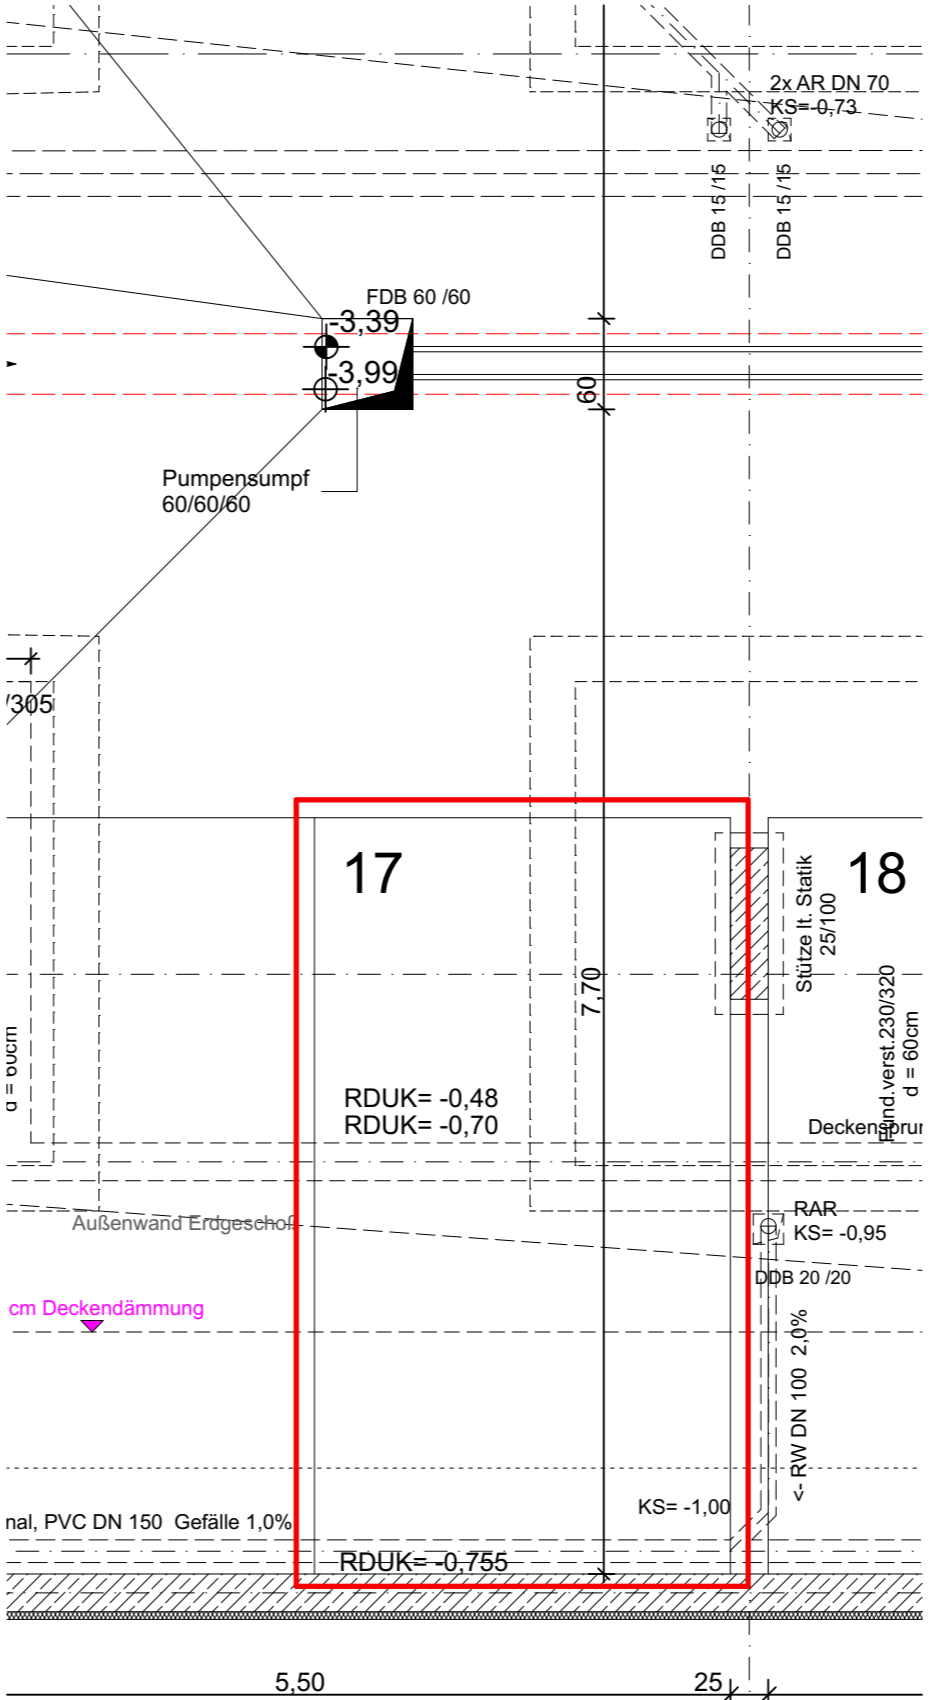 2x AR DN 70
KS=-0,73
DDB 15 /15
DDB 15 /15
FDB 60 /60
-3,39
-3,99
60
Pumpensumpf
60/60/60
/305
17
18
Stütze lt. Statik
25/100
7,70
Fund.verst.230/320
d = 60cm
d = 60cm
RDUK= -0,48
RDUK= -0,70
Deckensprun
Außenwand Erdgeschoß
RAR
KS= -0,95
DDB 20 /20
cm Deckendämmung
<- RW DN 100 2,0%
KS= -1,00
nal, PVC DN 150 Gefälle 1,0%
RDUK= -0,755
5,50
25